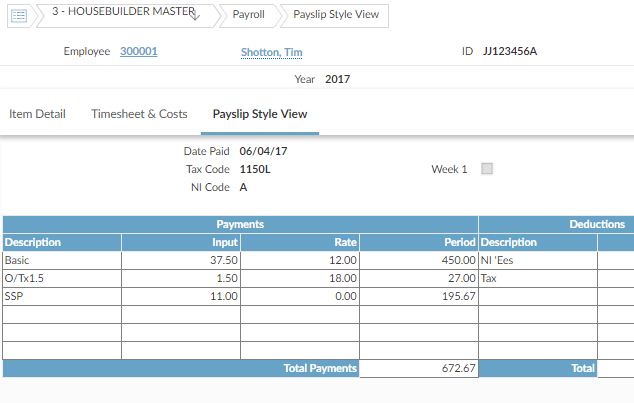 3 - HOUSEBUILDER MASTER Payroll Payslip Style View
Employee 300001 Shotton, Tim ID JJ123456A
Year 2017
Item Detail Timesheet & Costs Payslip Style View
Date Paid 06/04/17
Tax Code 1150L Week 1
NI Code A
Payments Deductions
Description Input Rate Period Description
Basic 37.50 12.00 450.00 NI 'Ees
O/Tx1.5 1.50 18.00 27.00 Tax
SSP 11.00 0.00 195.67
Total Payments 672.67 Total